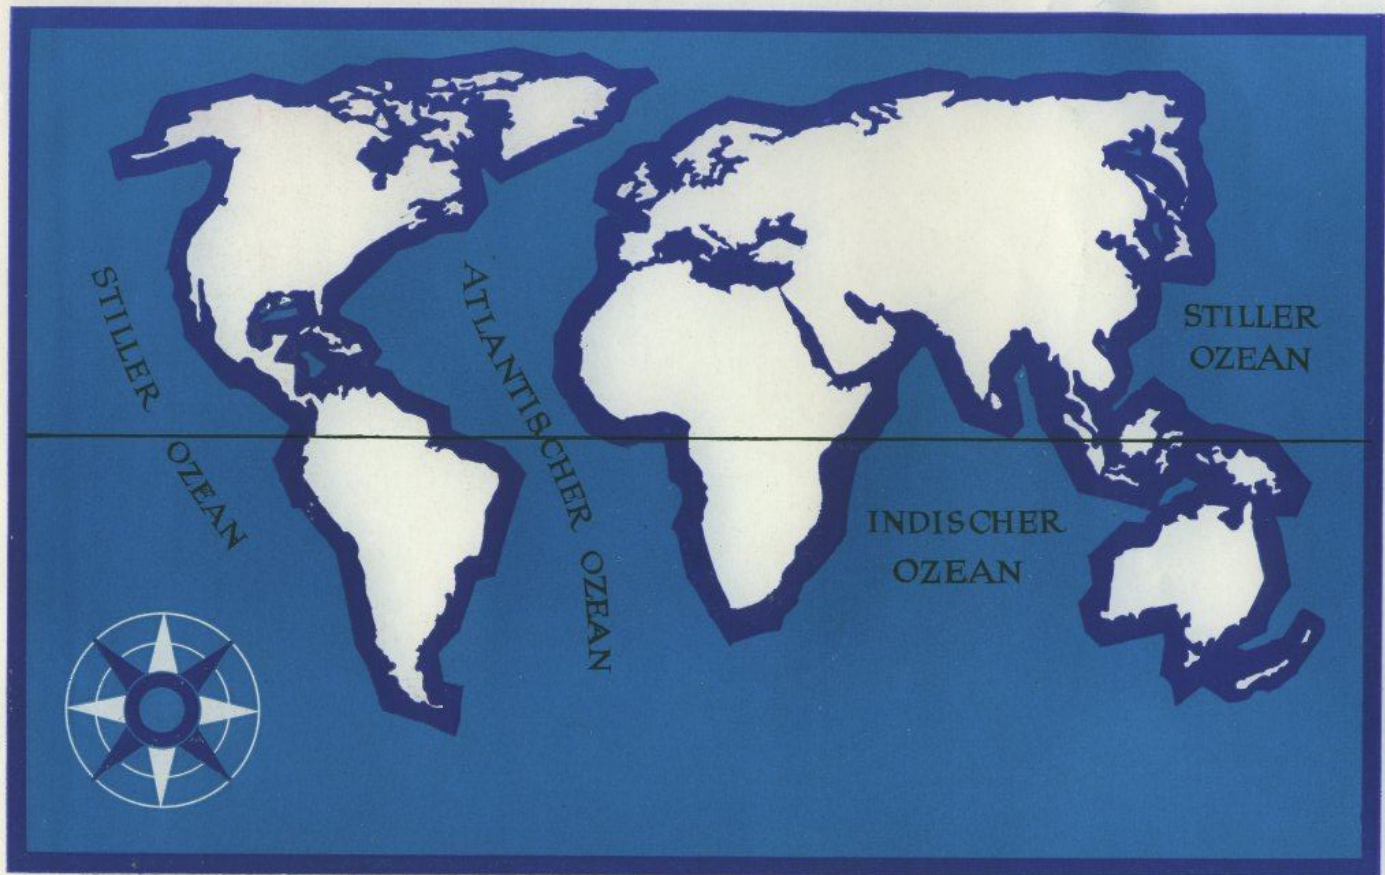 STILLER OZEAN
ATLANTISCHER OZEAN
STILLER
OZEAN
INDISCHER
OZEAN